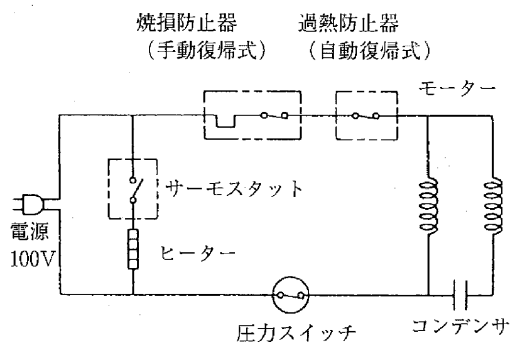 焼損防止器
(手動復帰式)
過熱防止器
(自動復帰式)
モーター
サーモスタット
電源
100V
ヒーター
圧力スイッチ
コンデンサ